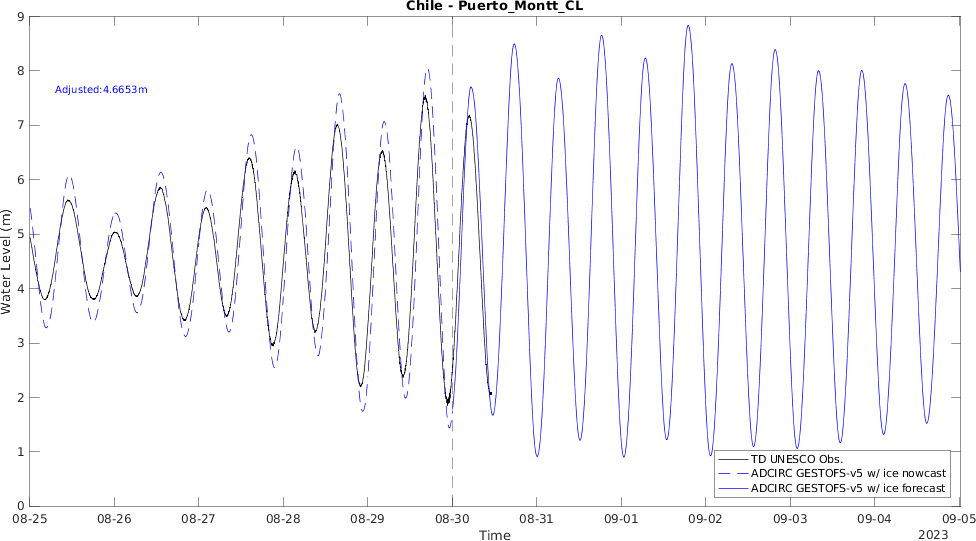 Chile - Puerto_Montt_CL
9
8
7
6
5
4
3
2
1
0
Water Level (m)
Adjusted:4.6653m
TD UNESCO Obs.
ADCIRC GESTOFS-v5 w/ ice nowcast
ADCIRC GESTOFS-v5 w/ ice forecast
08-25 08-26 08-27 08-28 08-29 08-30 08-31 09-01 09-02 09-03 09-04 09-05
Time
2023